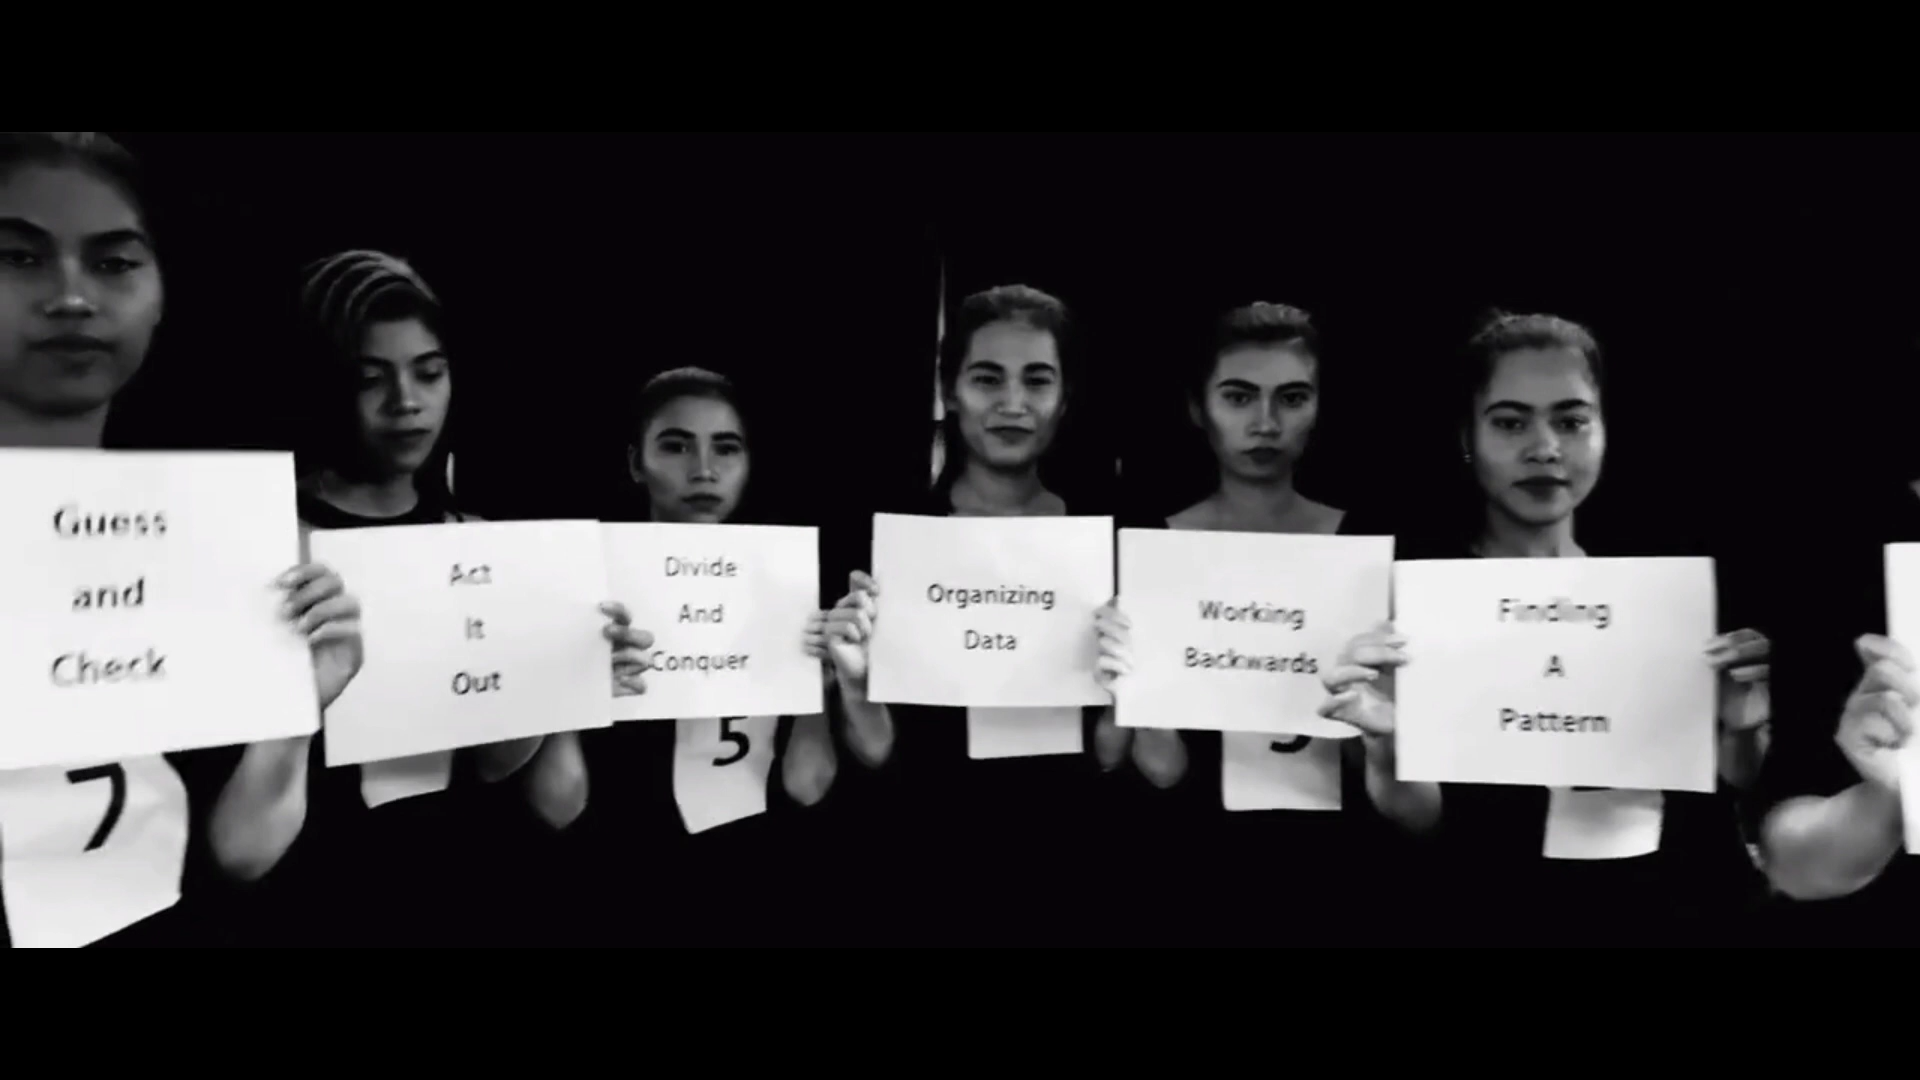 Guess
and
Check
7
Act
It
Out
Divide
And
Conquer
5
Organizing
Data
Working
Backwards
Finding
A
Pattern